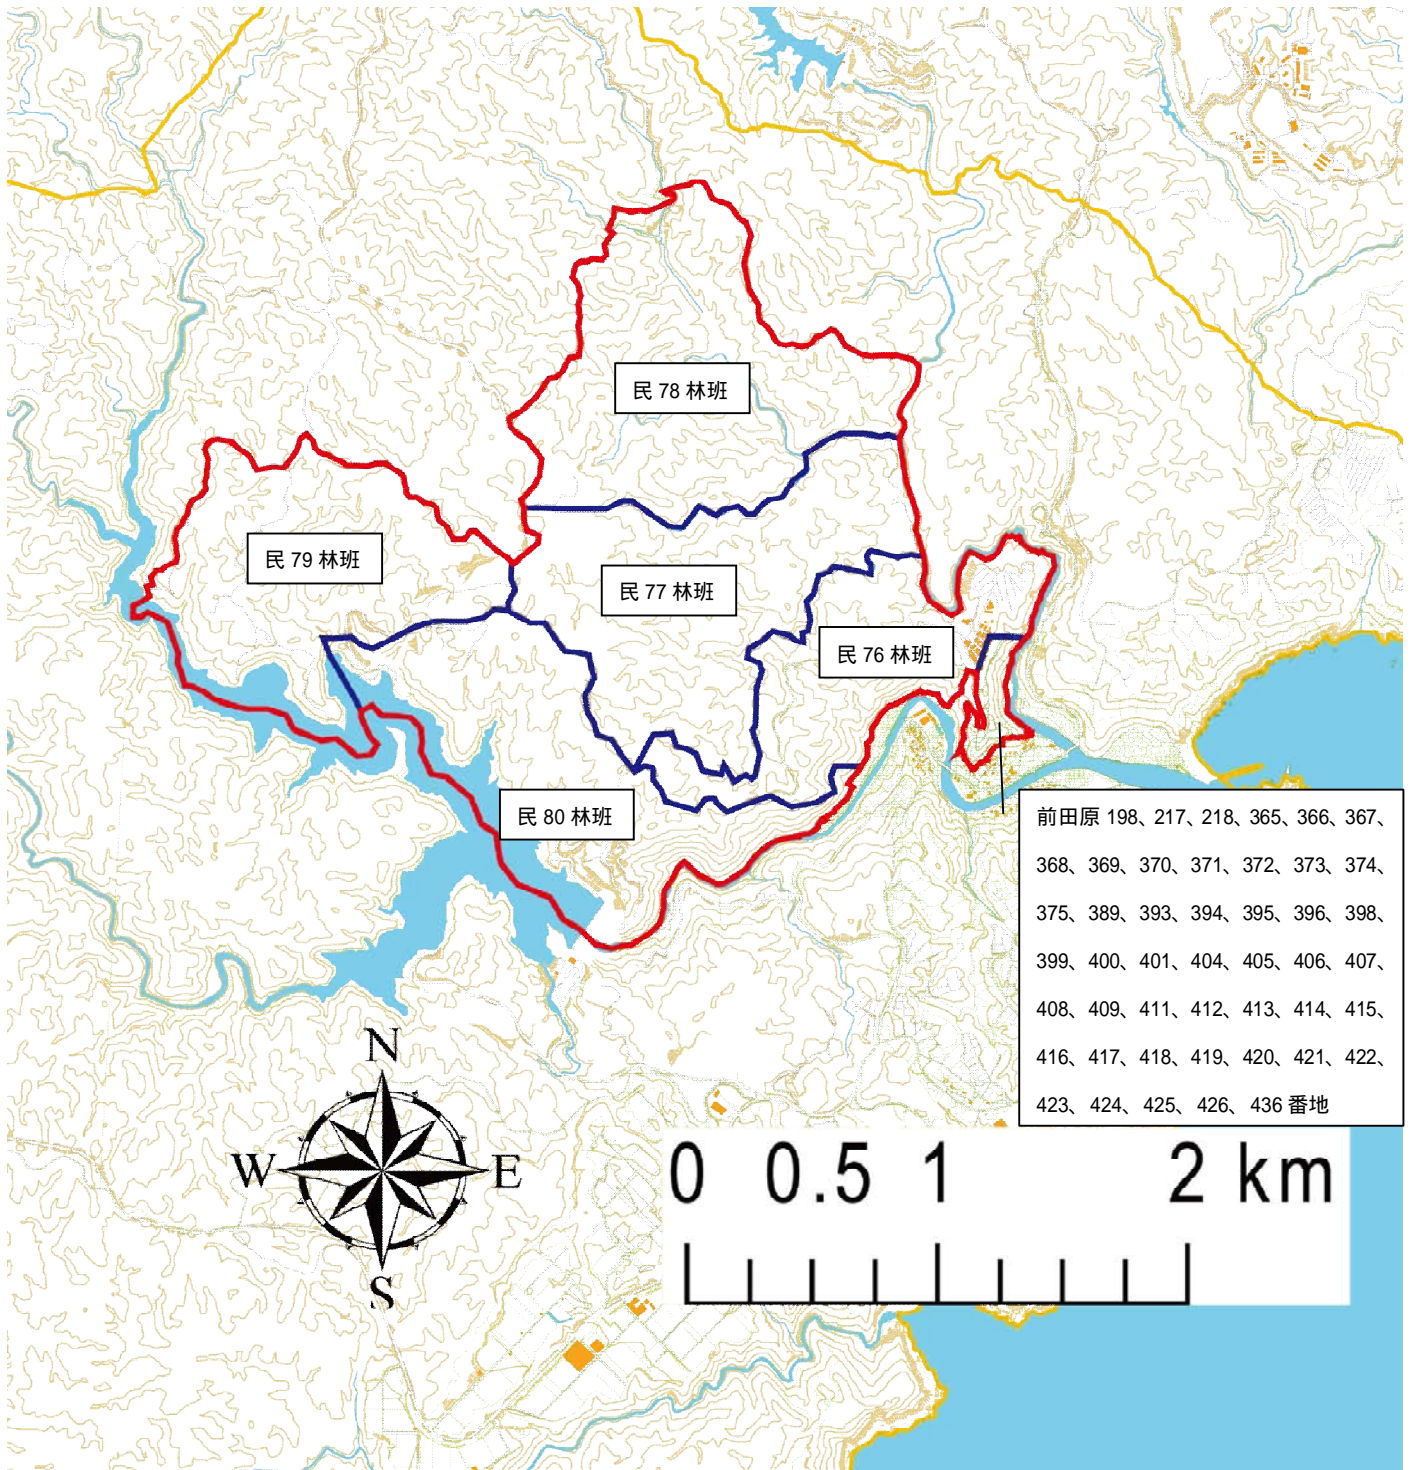 民 78 林班
民 79 林班
民 77 林班
民 76 林班
民 80 林班
前田原 198、217、218、365、366、367、
368、369、370、371、372、373、374、
375、389、393、394、395、396、398、
399、400、401、404、405、406、407、
408、409、411、412、413、414、415、
416、417、418、419、420、421、422、
423、424、425、426、436 番地
N
W E
S
0 0.5 1 2 km